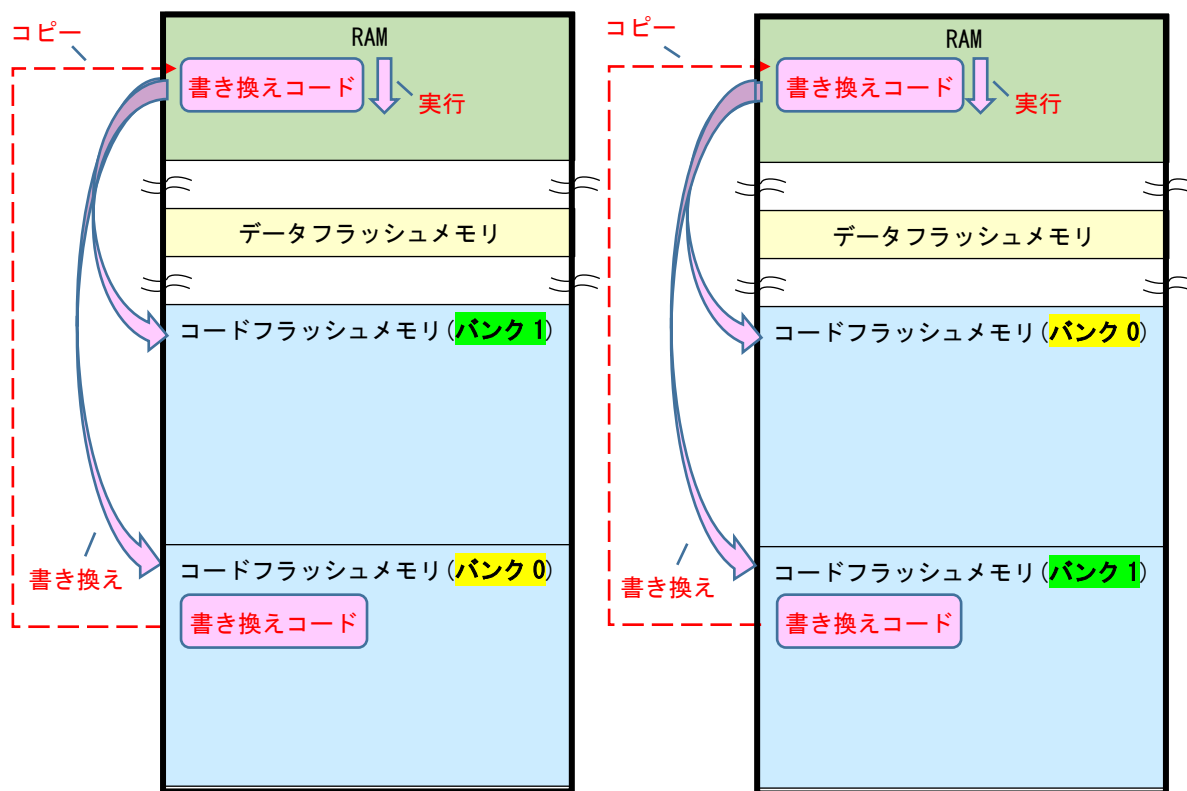 コピー
RAM
書き換えコード
実行
データフラッシュメモリ
コードフラッシュメモリ(バンク 1)
書き換え
コードフラッシュメモリ(バンク 0)
書き換えコード
コピー
RAM
書き換えコード
実行
データフラッシュメモリ
コードフラッシュメモリ(バンク 0)
書き換え
コードフラッシュメモリ(バンク 1)
書き換えコード